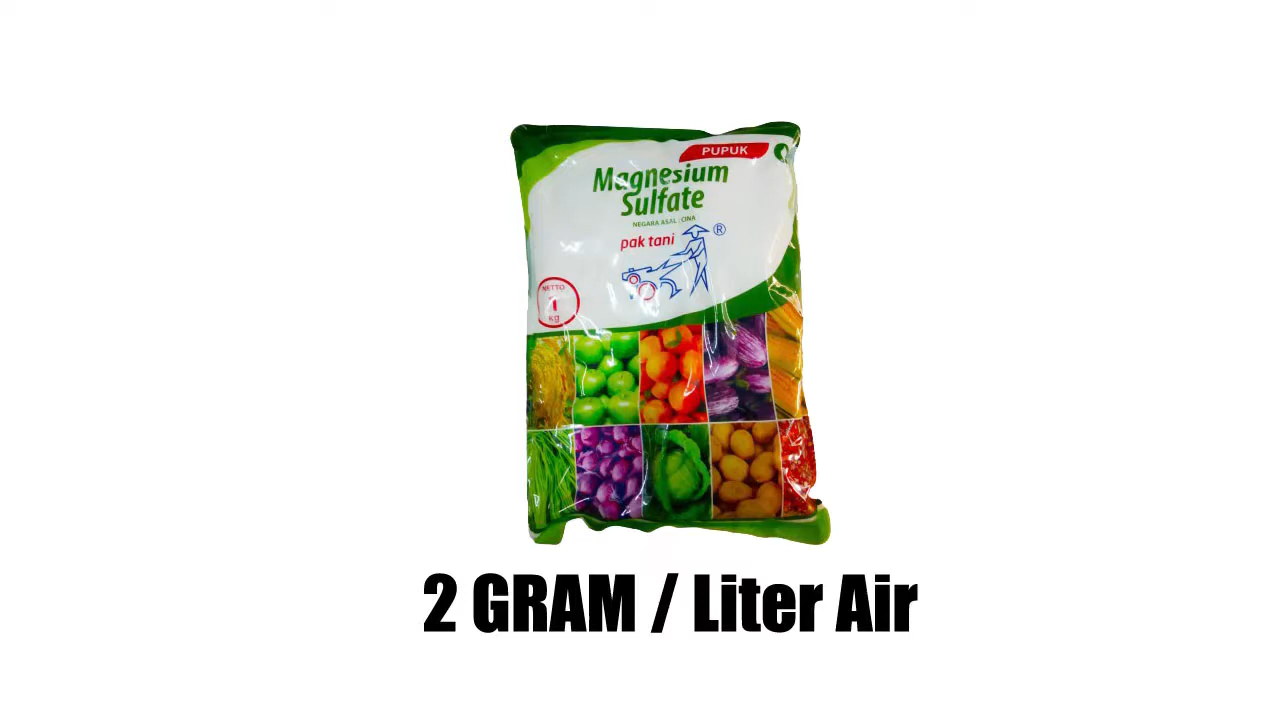 PUPUK
Magnesium
Sulfate
NEGARA ASAL : CINA
pak tani ®
NETTO
1
Kg
2 GRAM / Liter Air